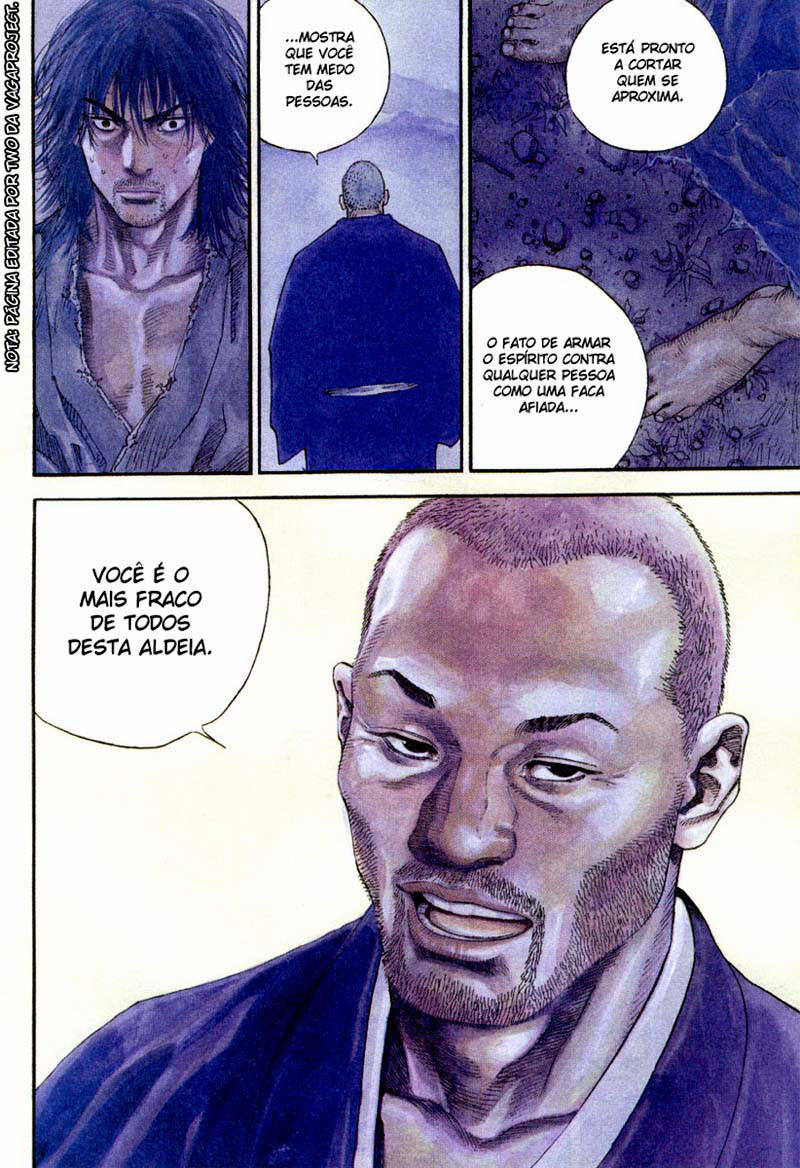 ESTÁ PRONTO
A CORTAR
QUEM SE
APROXIMA.
O FATO DE ARMAR
O ESPÍRITO CONTRA
QUALQUER PESSOA
COMO UMA FACA
AFIADA...
...MOSTRA
QUE VOCÊ
TEM MEDO
DAS
PESSOAS.
VOCÊ É O
MAIS FRACO
DE TODOS
DESTA ALDEIA.
NOTA: PAGINA EDITADA POR TWO DA VAGAPROJECT.